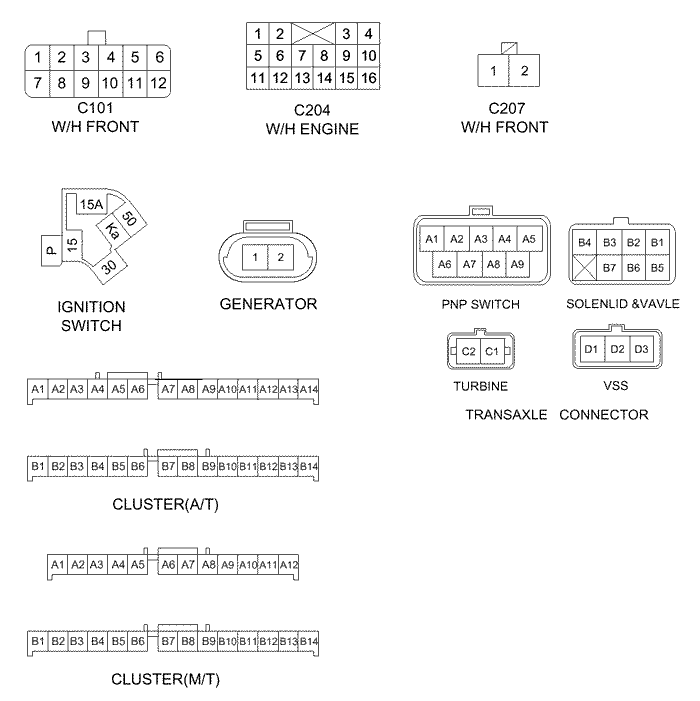 1 2 3 4 5 6
7 8 9 10 11 12
C101
W/H FRONT
1 2 3 4
5 6 7 8 9 10
11 12 13 14 15 16
C204
W/H ENGINE
1 2
C207
W/H FRONT
15A
50
Ka
P
15
30
IGNITION
SWITCH
1 2
GENERATOR
A1 A2 A3 A4 A5
A6 A7 A8 A9
PNP SWITCH
B4 B3 B2 B1
B7 B6 B5
SOLENLID &VAVLE
C2 C1
TURBINE
D1 D2 D3
VSS
TRANSAXLE CONNECTOR
A1 A2 A3 A4 A5 A6 A7 A8 A9 A10 A11 A12 A13 A14
B1 B2 B3 B4 B5 B6 B7 B8 B9 B10 B11 B12 B13 B14
CLUSTER(A/T)
A1 A2 A3 A4 A5 A6 A7 A8 A9 A10 A11 A12
B1 B2 B3 B4 B5 B6 B7 B8 B9 B10 B11 B12 B13 B14
CLUSTER(M/T)